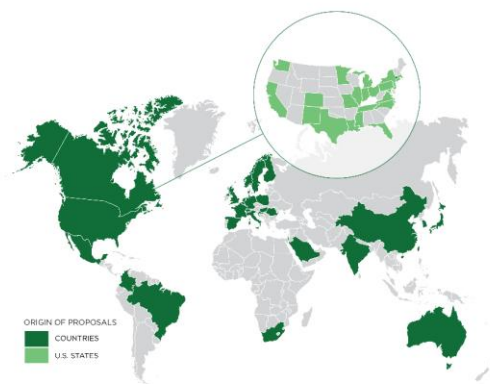 ORIGIN OF PROPOSALS
COUNTRIES
U.S. STATES